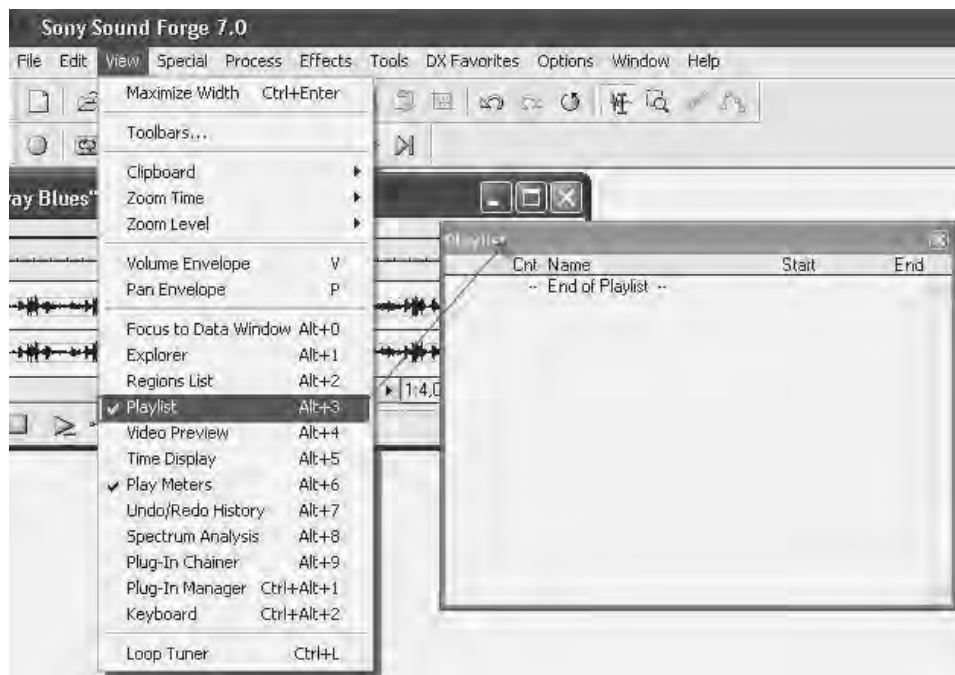 Sony Sound Forge 7.0
File Edit View Special Process Effects Tools DX Favorites Options Window Help
Maximize Width Ctrl+Enter
Toolbars...
Clipboard
ay Blues"
Zoom Time
Zoom Level
Playlist
Volume Envelope V
Cnt Name Start End
Pan Envelope P
-- End of Playlist --
Focus to Data Window Alt+0
Explorer Alt+1
Regions List Alt+2
1:4,0
Playlist Alt+3
Video Preview Alt+4
Time Display Alt+5
Play Meters Alt+6
Undo/Redo History Alt+7
Spectrum Analysis Alt+8
Plug-In Chainer Alt+9
Plug-In Manager Ctrl+Alt+1
Keyboard Ctrl+Alt+2
Loop Tuner Ctrl+L